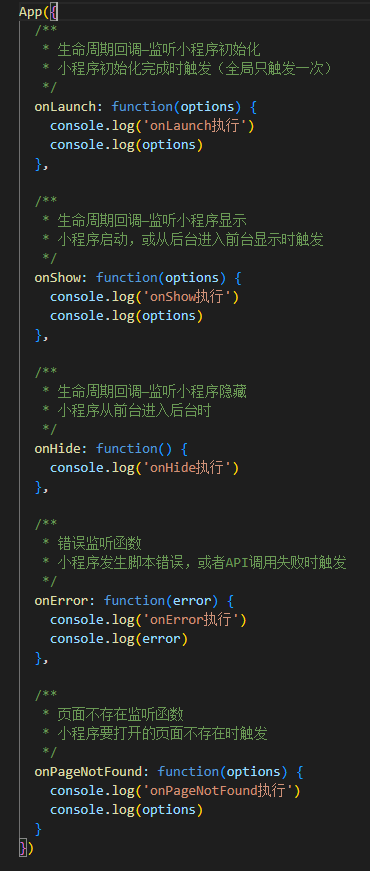 App({
  /**
   * 生命周期回调—监听小程序初始化
   * 小程序初始化完成时触发（全局只触发一次）
   */
  onLaunch: function(options) {
    console.log('onLaunch执行')
    console.log(options)
  },

  /**
   * 生命周期回调—监听小程序显示
   * 小程序启动，或从后台进入前台显示时触发
   */
  onShow: function(options) {
    console.log('onShow执行')
    console.log(options)
  },

  /**
   * 生命周期回调—监听小程序隐藏
   * 小程序从前台进入后台时
   */
  onHide: function() {
    console.log('onHide执行')
  },

  /**
   * 错误监听函数
   * 小程序发生脚本错误，或者API调用失败时触发
   */
  onError: function(error) {
    console.log('onError执行')
    console.log(error)
  },

  /**
   * 页面不存在监听函数
   * 小程序要打开的页面不存在时触发
   */
  onPageNotFound: function(options) {
    console.log('onPageNotFound执行')
    console.log(options)
  }
})